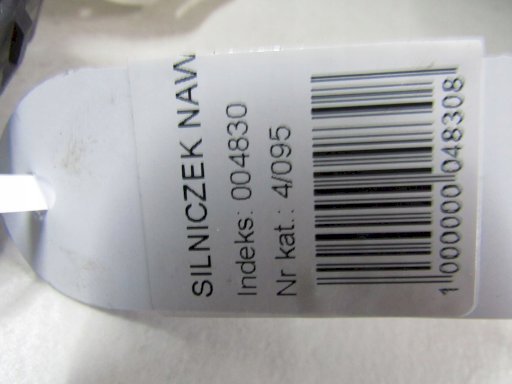 SILNICZEK NAW
Indeks: 004830
Nr kat.: 4/095
1000000048308